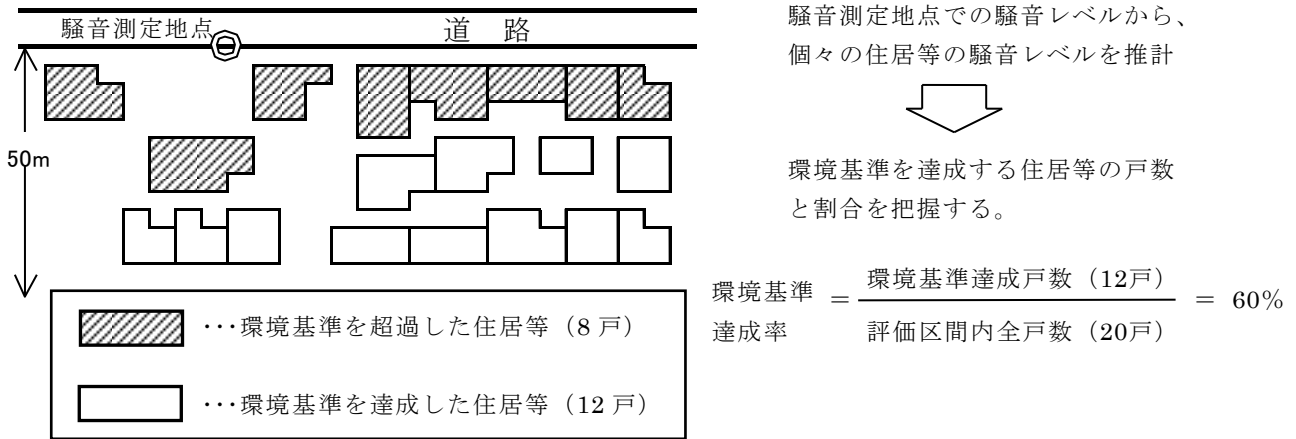 騒音測定地点
道　路
50m
･･･環境基準を超過した住居等（8 戸）
･･･環境基準を達成した住居等（12 戸）
騒音測定地点での騒音レベルから、
個々の住居等の騒音レベルを推計
環境基準を達成する住居等の戸数
と割合を把握する。
環境基準
達成率
＝
環境基準達成戸数（12戸）
評価区間内全戸数（20戸）
＝ 60%